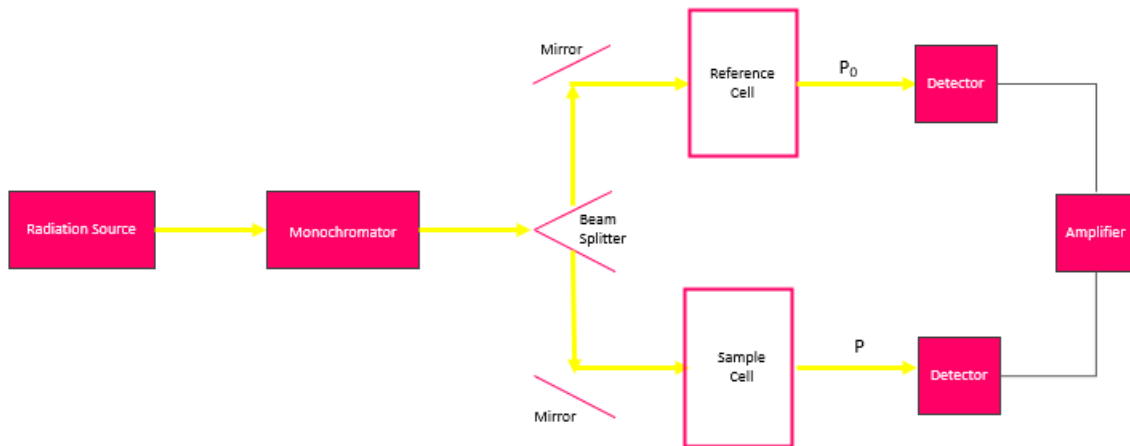 Mirror
Reference
Cell
P₀
Detector
Radiation Source
Monochromator
Beam
Splitter
Amplifier
Sample
Cell
P
Detector
Mirror